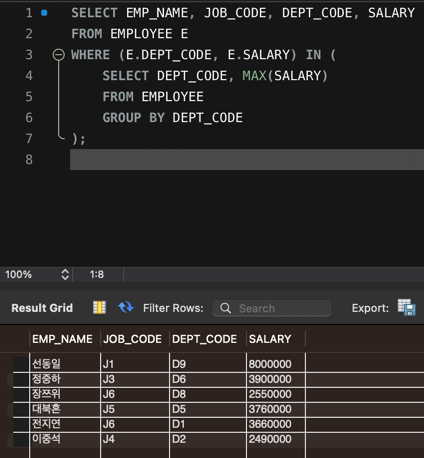 1 SELECT EMP_NAME, JOB_CODE, DEPT_CODE, SALARY
2 FROM EMPLOYEE E
3 WHERE (E.DEPT_CODE, E.SALARY) IN (
4 SELECT DEPT_CODE, MAX(SALARY)
5 FROM EMPLOYEE
6 GROUP BY DEPT_CODE
7 );
8
100% 1:8
Result Grid Filter Rows: Search Export:
EMP_NAME JOB_CODE DEPT_CODE SALARY
선동일 J1 D9 8000000
정중하 J3 D6 3900000
장쯔위 J6 D8 2550000
대북혼 J5 D5 3760000
전지연 J6 D1 3660000
이중석 J4 D2 2490000